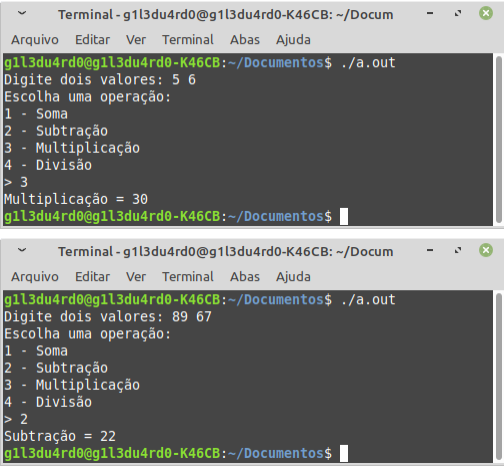 Terminal - g1l3du4rd0@g1l3du4rd0-K46CB: ~/Docum
Arquivo Editar Ver Terminal Abas Ajuda
g1l3du4rd0@g1l3du4rd0-K46CB:~/Documentos$ ./a.out
Digite dois valores: 5 6
Escolha uma operação:
1 - Soma
2 - Subtração
3 - Multiplicação
4 - Divisão
> 3
Multiplicação = 30
g1l3du4rd0@g1l3du4rd0-K46CB:~/Documentos$
Terminal - g1l3du4rd0@g1l3du4rd0-K46CB: ~/Docum
Arquivo Editar Ver Terminal Abas Ajuda
g1l3du4rd0@g1l3du4rd0-K46CB:~/Documentos$ ./a.out
Digite dois valores: 89 67
Escolha uma operação:
1 - Soma
2 - Subtração
3 - Multiplicação
4 - Divisão
> 2
Subtração = 22
g1l3du4rd0@g1l3du4rd0-K46CB:~/Documentos$